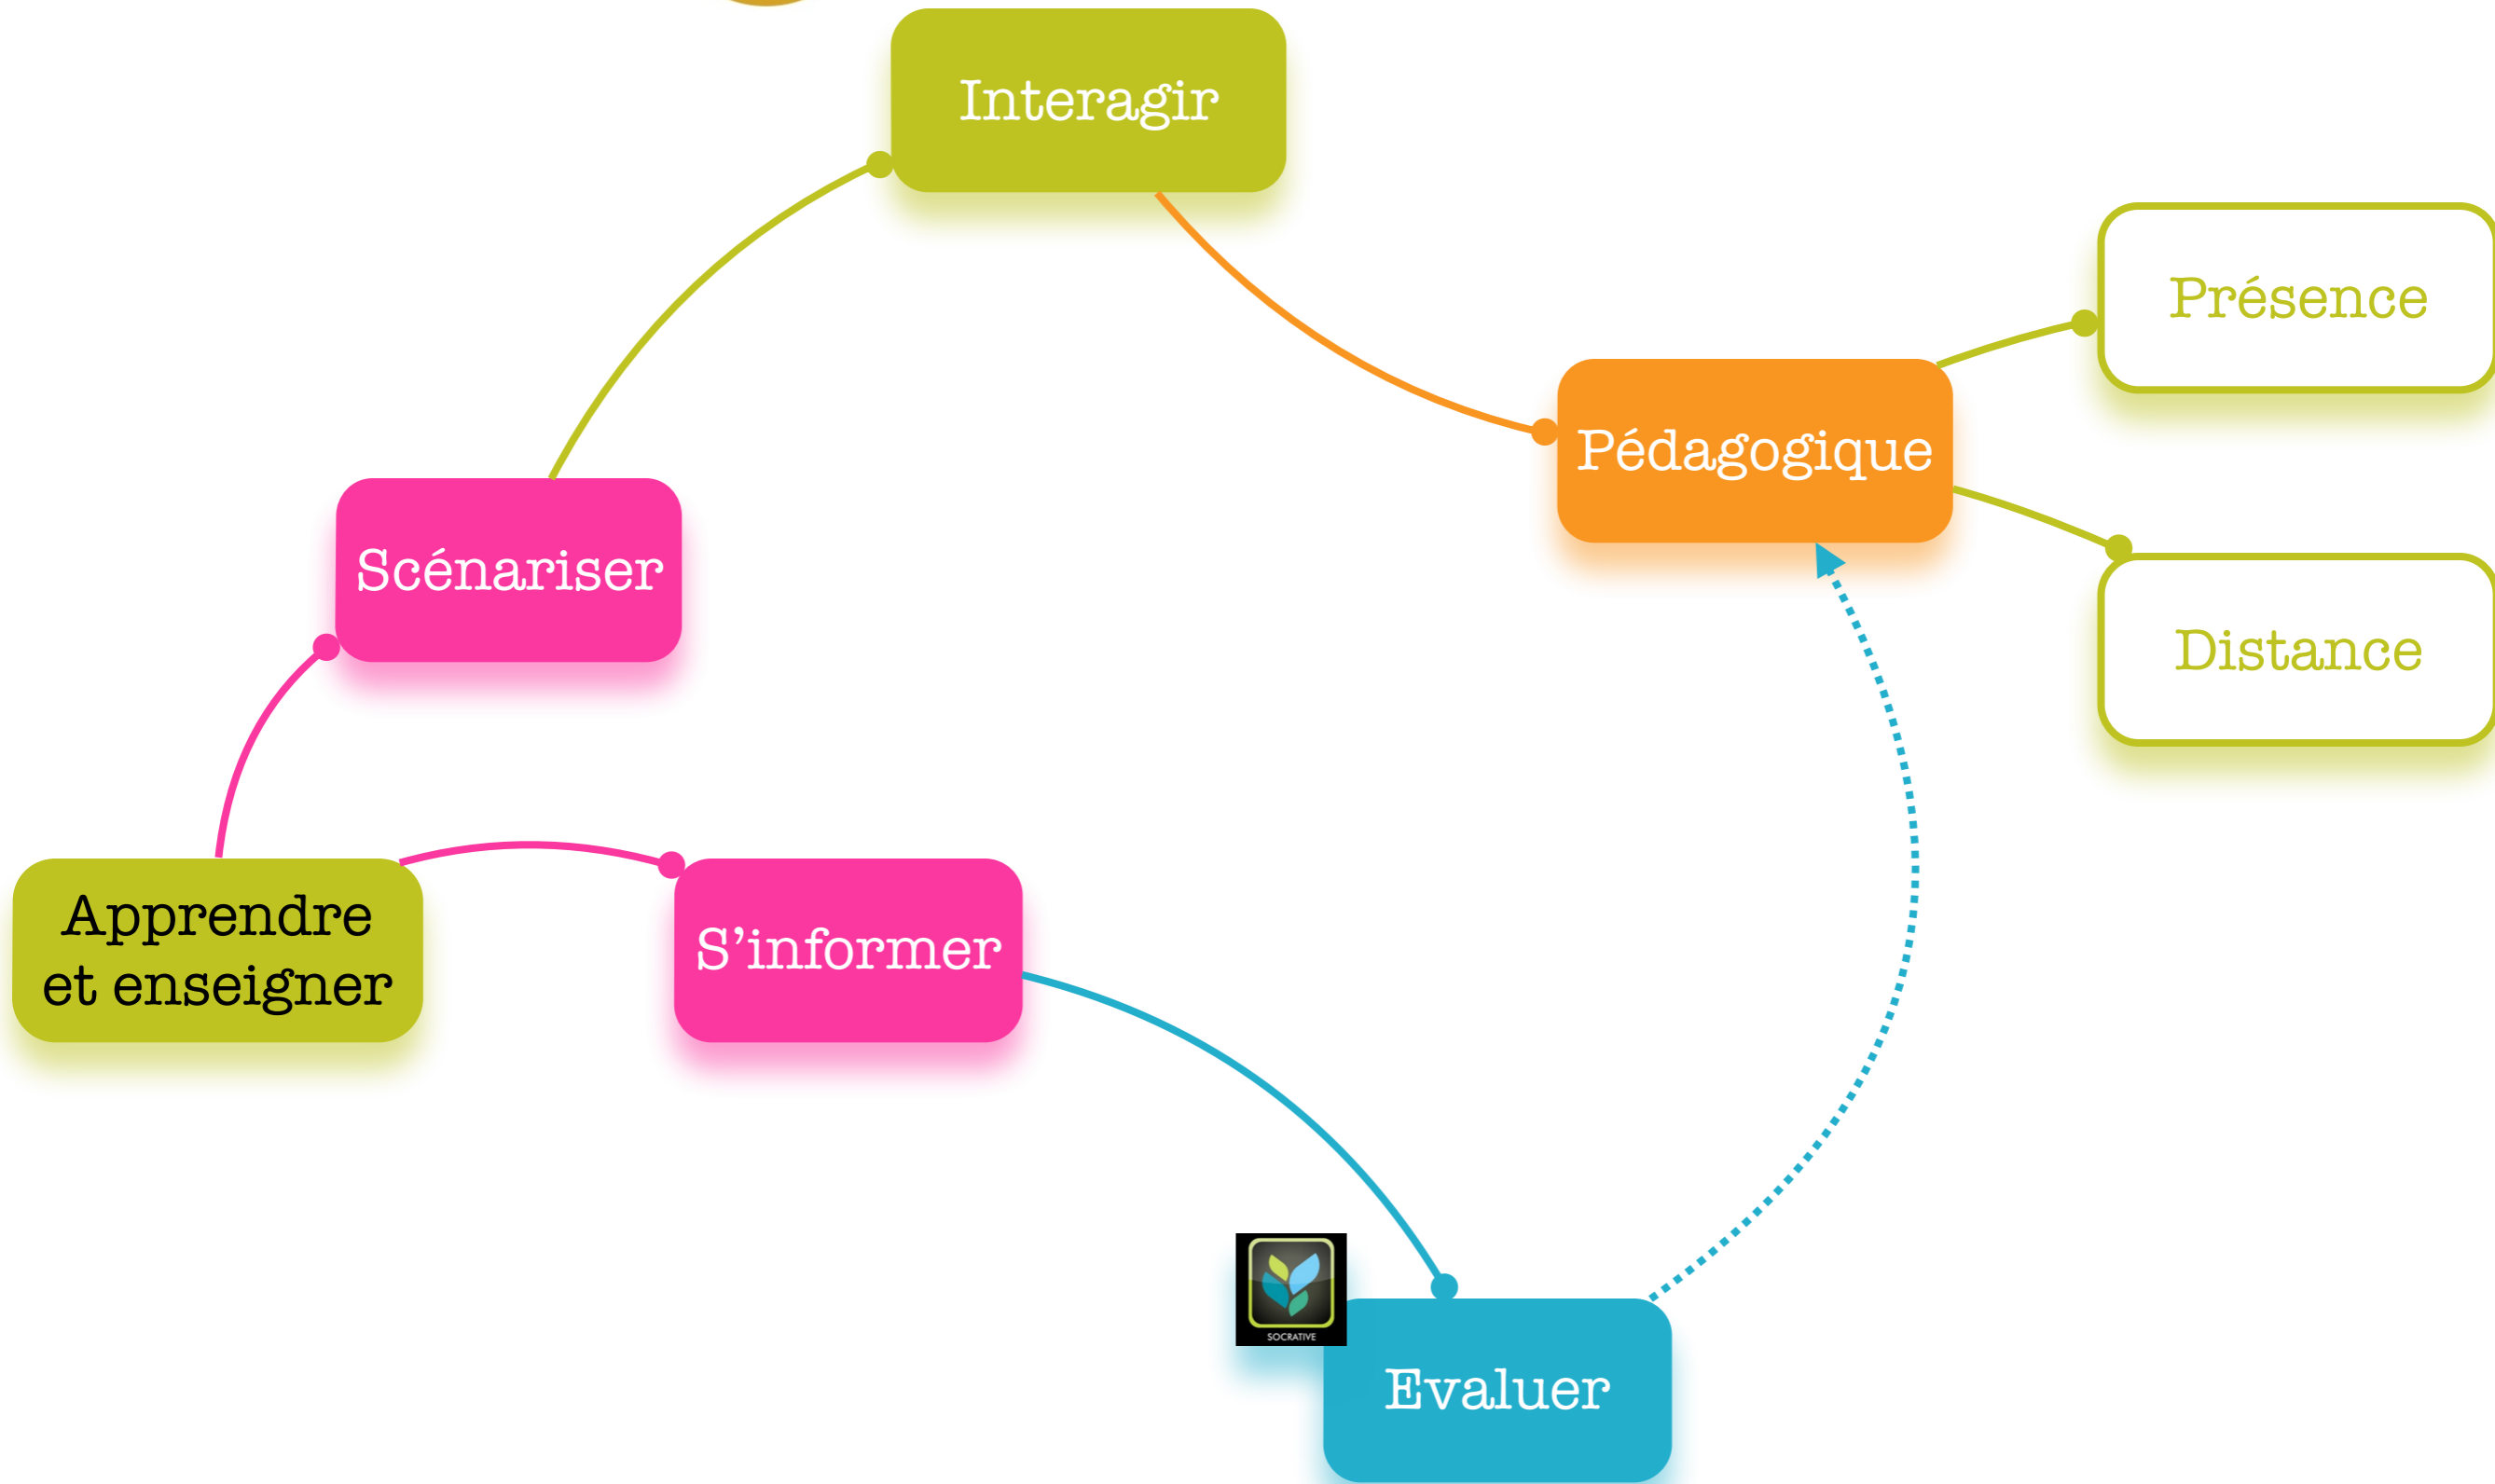 Interagir
Présence
Pédagogique
Scénariser
Distance
Apprendre
et enseigner
S'informer
SOCRATIVE
Evaluer